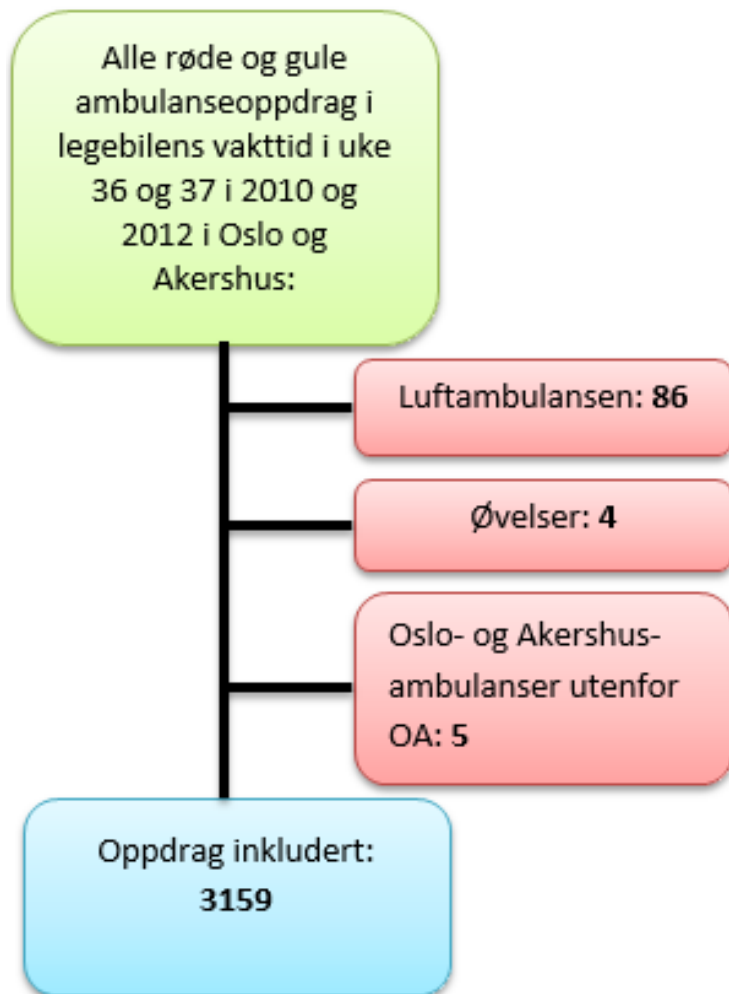 Alle røde og gule
ambulanseoppdrag i
legebilens vakttid i uke
36 og 37 i 2010 og
2012 i Oslo og
Akershus:
Luftambulansen: 86
Øvelser: 4
Oslo- og Akershus-
ambulanser utenfor
OA: 5
Oppdrag inkludert:
3159